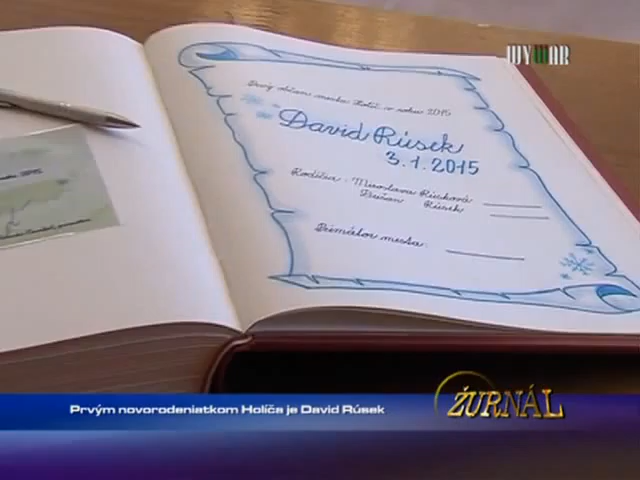 WYWAR
Prvý občan mesta Holíč v roku 2015
David Rúsek
3.1.2015
Rodičia: Miroslava Rúsková
Dušan Rúsek
Primátor mesta:
Prvým novorodeniatkom Holíča je David Rúsek
ŽURNÁL